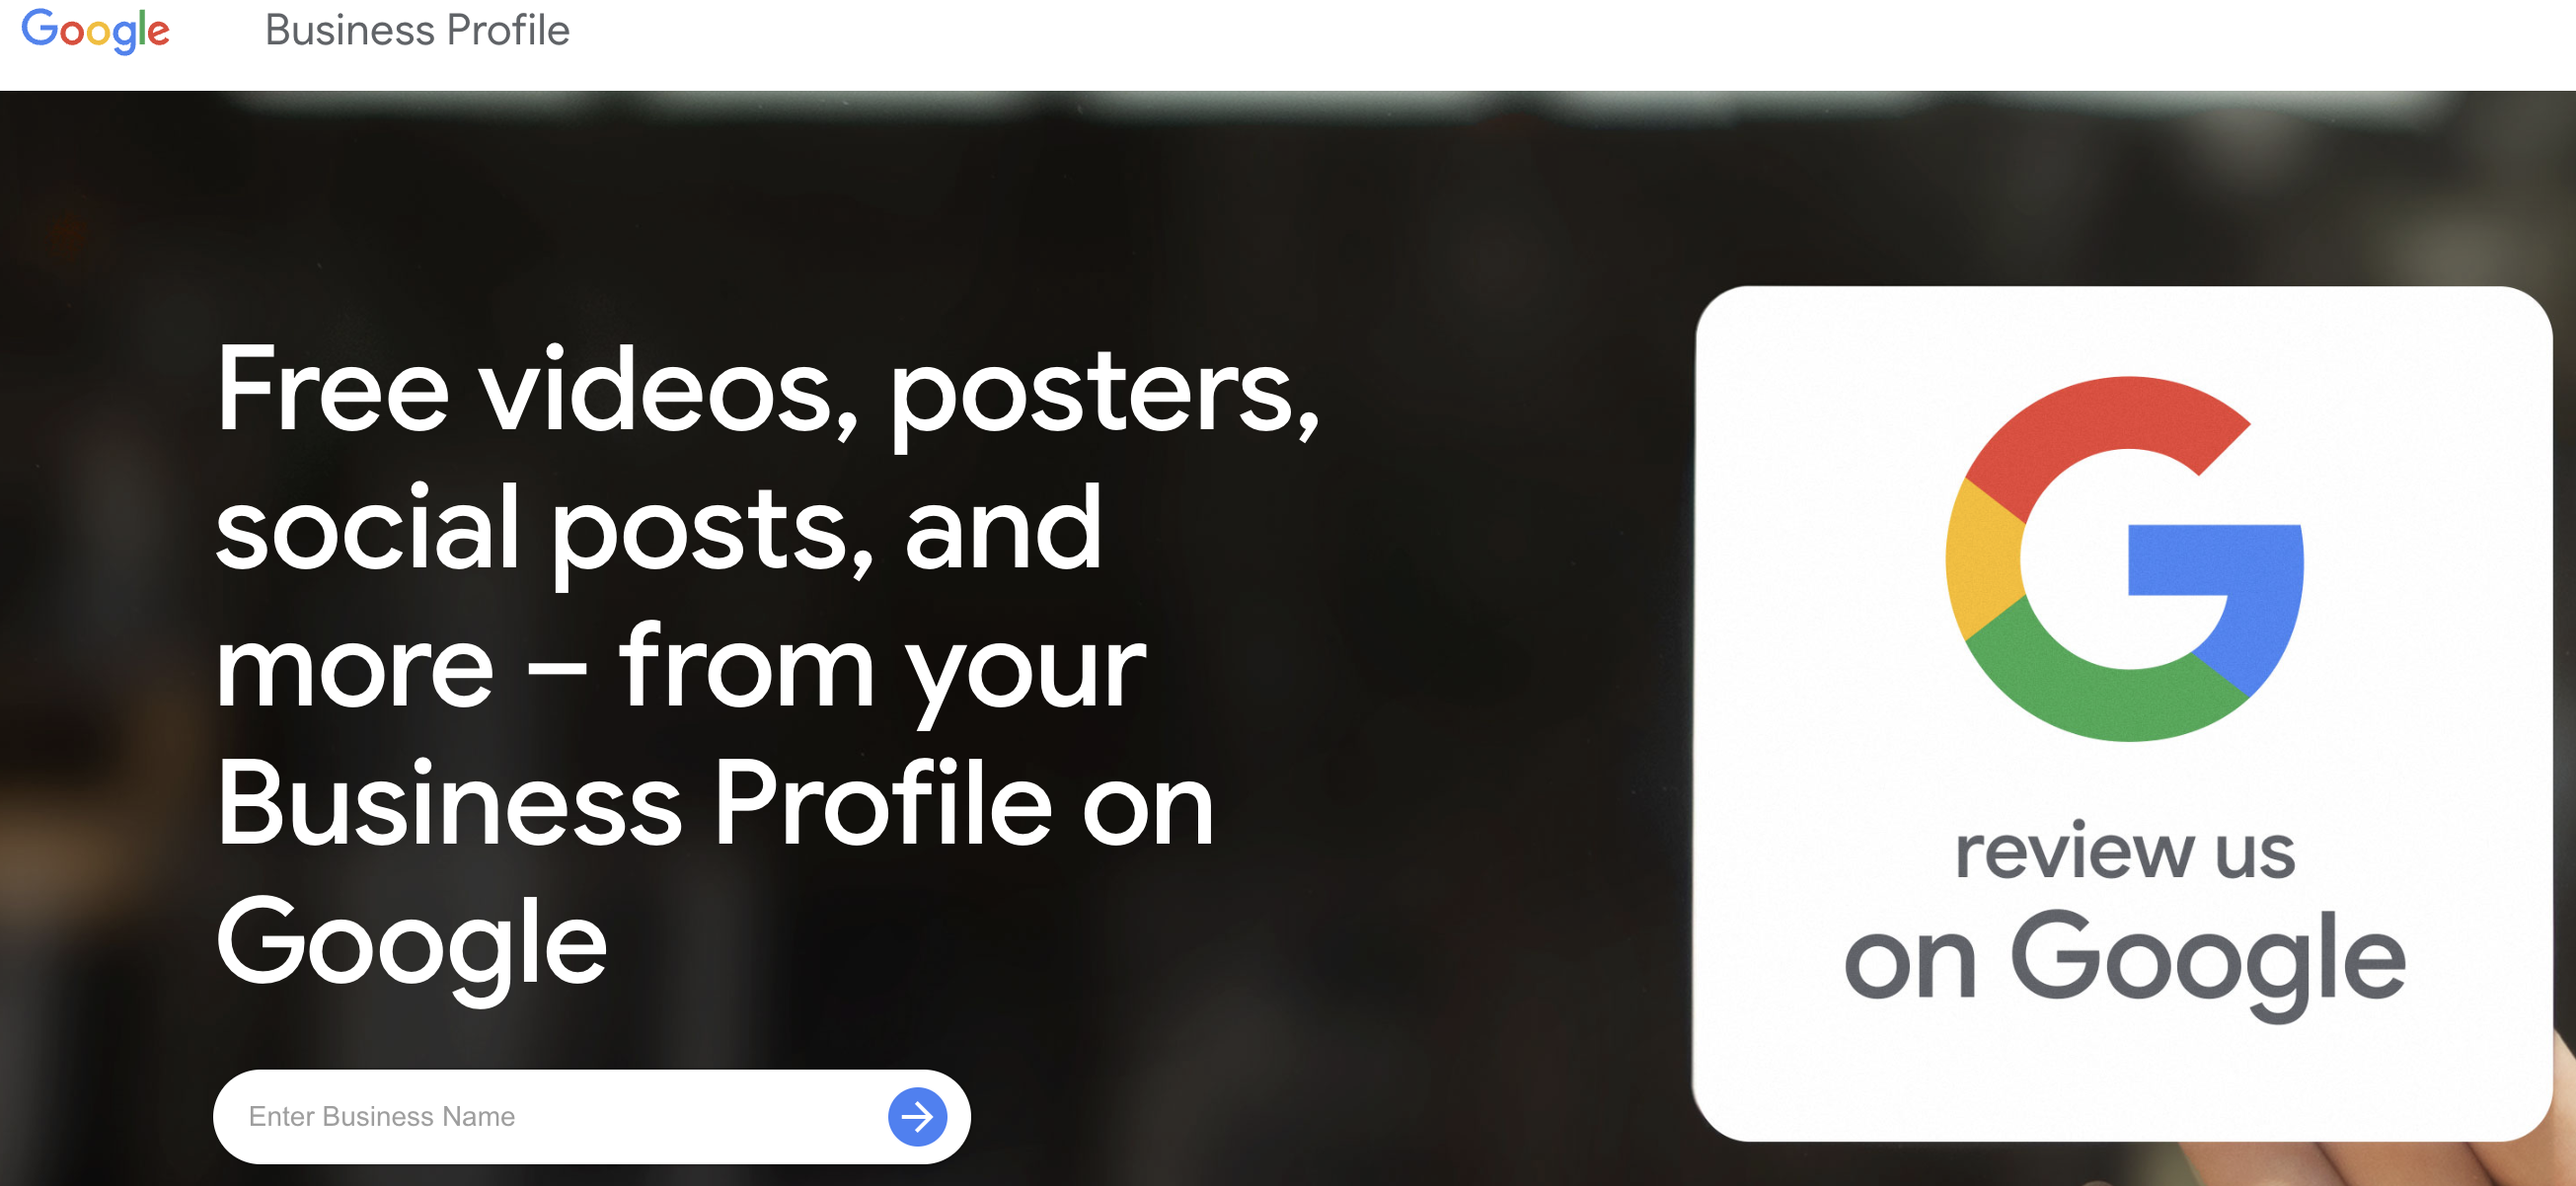 Google Business Profile
Free videos, posters,
social posts, and
more – from your
Business Profile on
Google
Enter Business Name
G
review us
on Google